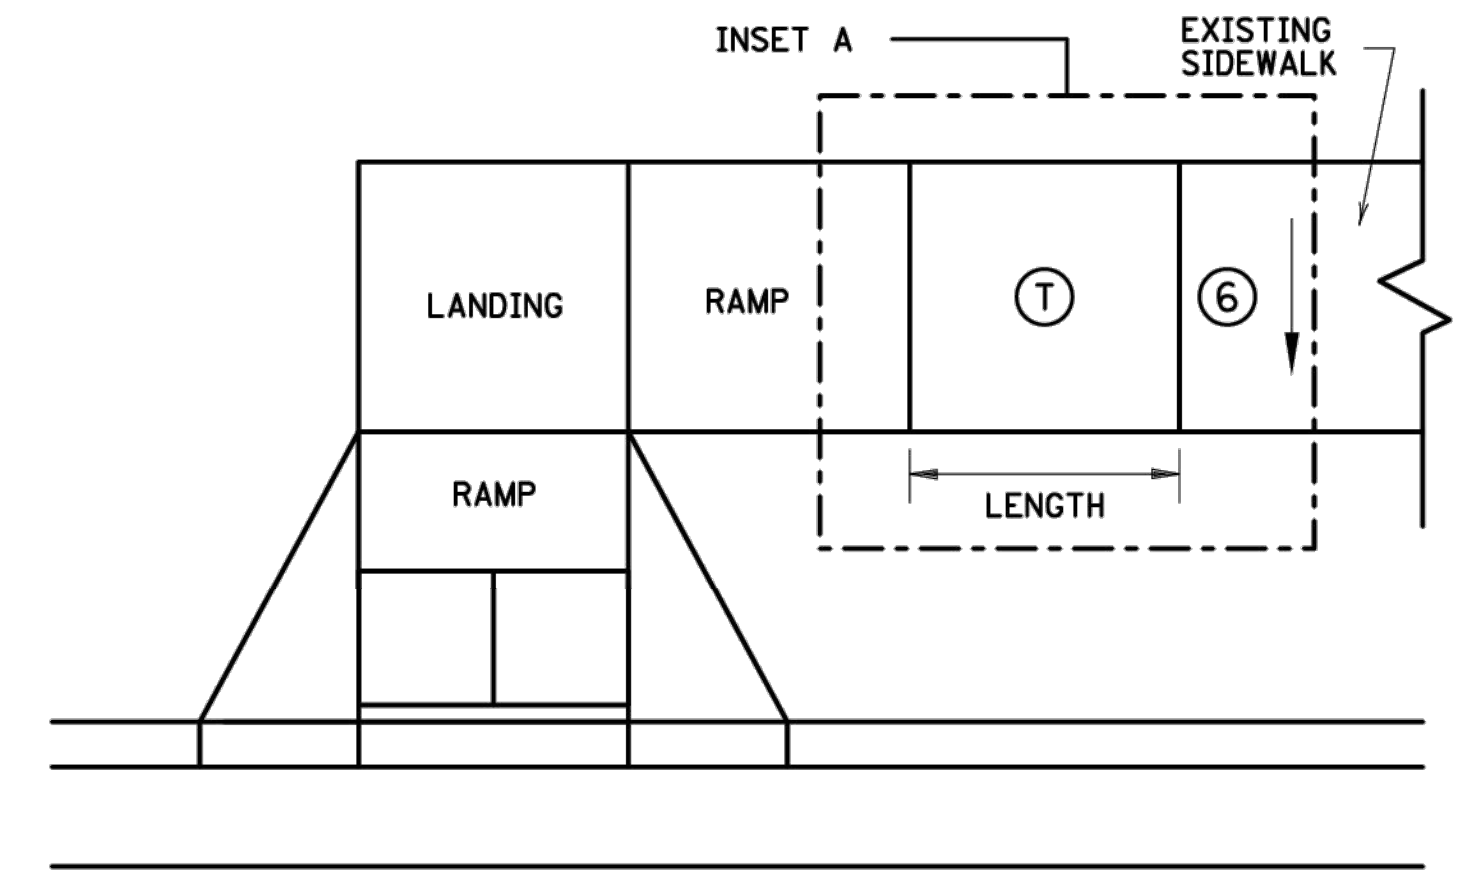 INSET A
EXISTING
SIDEWALK
LANDING
RAMP
T
6
RAMP
LENGTH